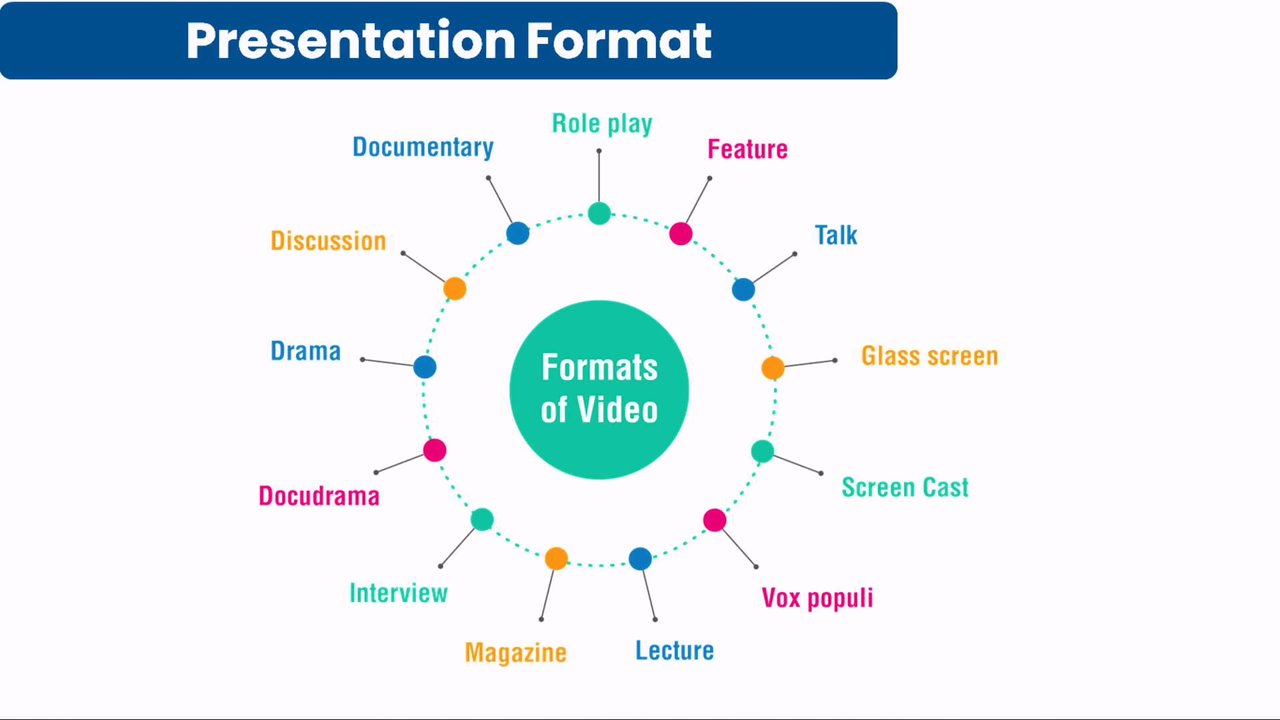 Presentation Format
Role play
Documentary
Feature
Discussion
Talk
Drama
Glass screen
Formats
of Video
Docudrama
Screen Cast
Interview
Vox populi
Magazine
Lecture